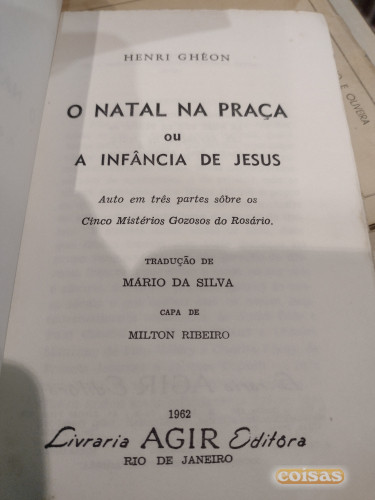 HENRI GHÉON
O NATAL NA PRAÇA
ou
A INFÂNCIA DE JESUS
Auto em três partes sôbre os
Cinco Mistérios Gozosos do Rosário.
TRADUÇÃO DE
MÁRIO DA SILVA
CAPA DE
MILTON RIBEIRO
1962
Livraria AGIR Editora
RIO DE JANEIRO
coisas
E OLIVEIRA